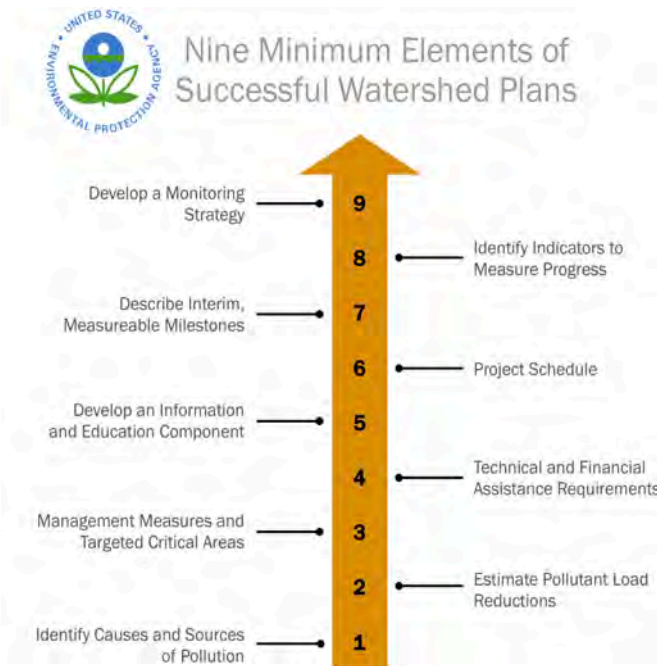 UNITED STATES
ENVIRONMENTAL PROTECTION AGENCY
Nine Minimum Elements of
Successful Watershed Plans
Develop a Monitoring
Strategy
9
8
Identify Indicators to
Measure Progress
Describe Interim,
Measureable Milestones
7
6
Project Schedule
Develop an Information
and Education Component
5
4
Technical and Financial
Assistance Requirements
Management Measures and
Targeted Critical Areas
3
2
Estimate Pollutant Load
Reductions
Identify Causes and Sources
of Pollution
1